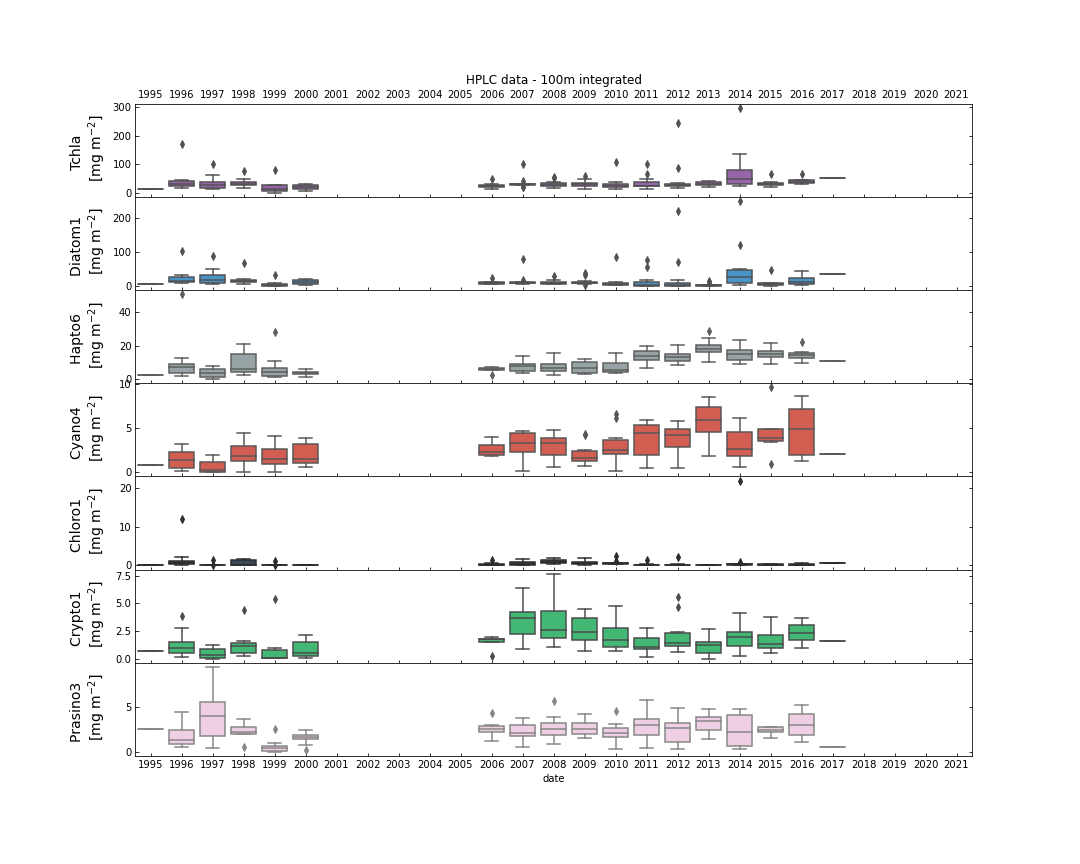 HPLC data - 100m integrated
1995 1996 1997 1998 1999 2000 2001 2002 2003 2004 2005 2006 2007 2008 2009 2010 2011 2012 2013 2014 2015 2016 2017 2018 2019 2020 2021
Tchla
[mg m⁻²]
300
200
100
0
Diatom1
[mg m⁻²]
200
100
0
Hapto6
[mg m⁻²]
40
20
0
Cyano4
[mg m⁻²]
10
5
0
Chloro1
[mg m⁻²]
20
10
0
Crypto1
[mg m⁻²]
7.5
5.0
2.5
0.0
Prasino3
[mg m⁻²]
5
0
1995 1996 1997 1998 1999 2000 2001 2002 2003 2004 2005 2006 2007 2008 2009 2010 2011 2012 2013 2014 2015 2016 2017 2018 2019 2020 2021
date